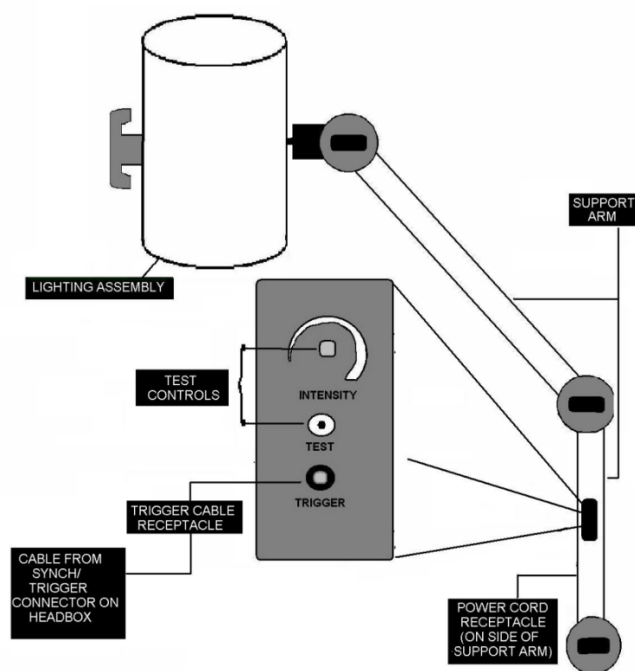 SUPPORT
ARM
LIGHTING ASSEMBLY
TEST
CONTROLS
INTENSITY
TEST
TRIGGER
TRIGGER CABLE
RECEPTACLE
CABLE FROM
SYNCH/
TRIGGER
CONNECTOR ON
HEADBOX
POWER CORD
RECEPTACLE
(ON SIDE OF
SUPPORT ARM)